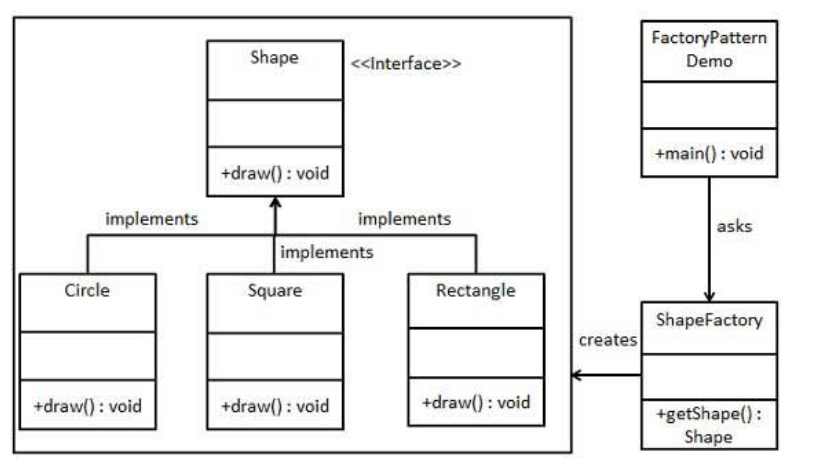 Shape
<<Interface>>
+draw() : void
implements
implements
implements
Circle
+draw() : void
Square
+draw() : void
Rectangle
+draw() : void
FactoryPattern
Demo
+main() : void
asks
ShapeFactory
+getShape() :
Shape
creates